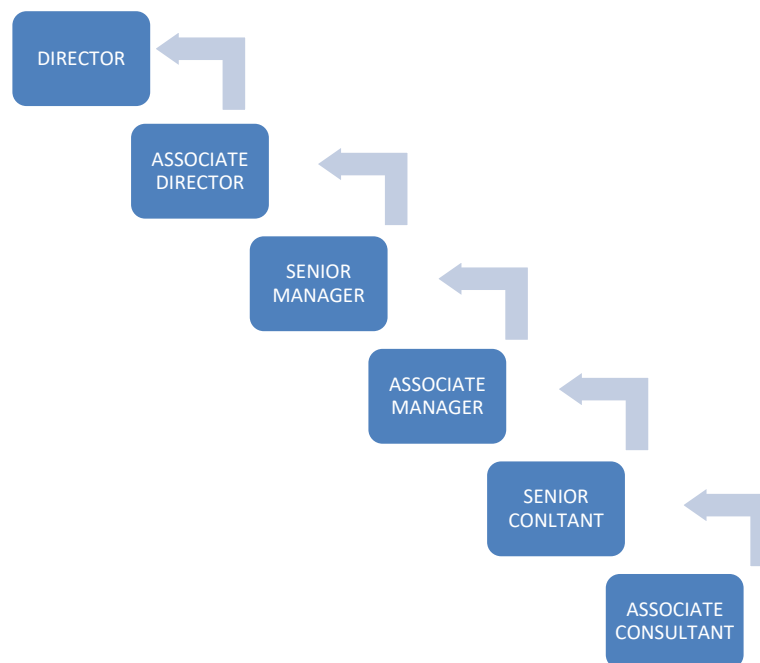 DIRECTOR
ASSOCIATE
DIRECTOR
SENIOR
MANAGER
ASSOCIATE
MANAGER
SENIOR
CONLTANT
ASSOCIATE
CONSULTANT